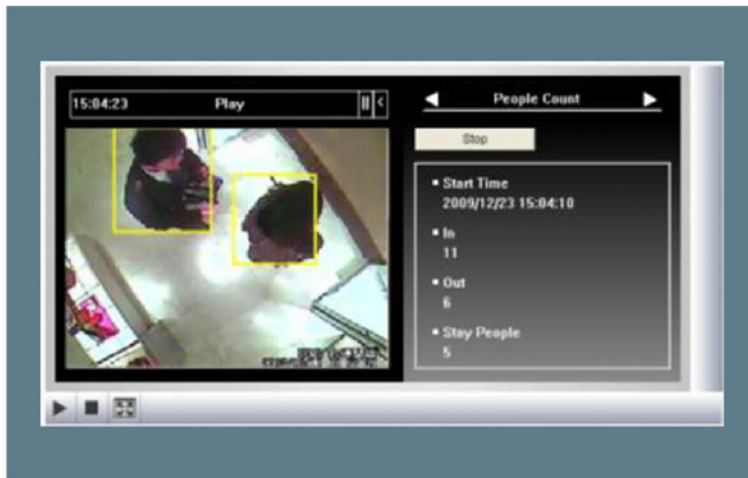 15:04:23 Play
People Count
Stop
Start Time
2009/12/23 15:04:10
In
11
Out
6
Stay People
5